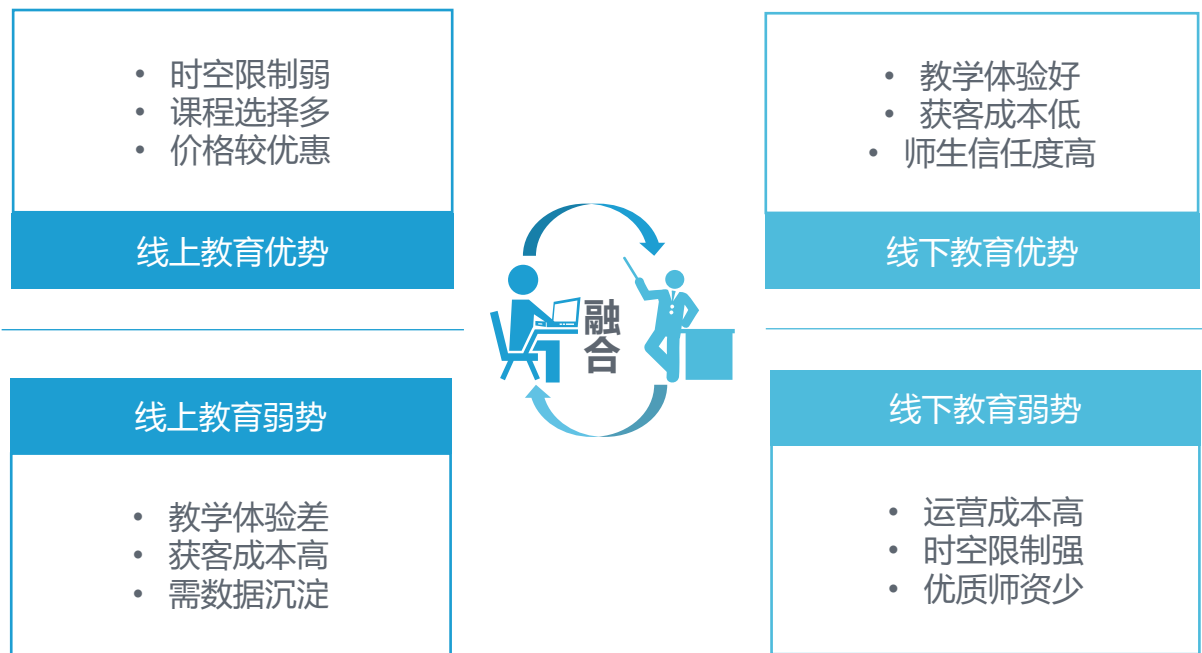 • 时空限制弱
• 课程选择多
• 价格较优惠
线上教育优势
• 教学体验好
• 获客成本低
• 师生信任度高
线下教育优势
融
合
线上教育弱势
• 教学体验差
• 获客成本高
• 需数据沉淀
线下教育弱势
• 运营成本高
• 时空限制强
• 优质师资少